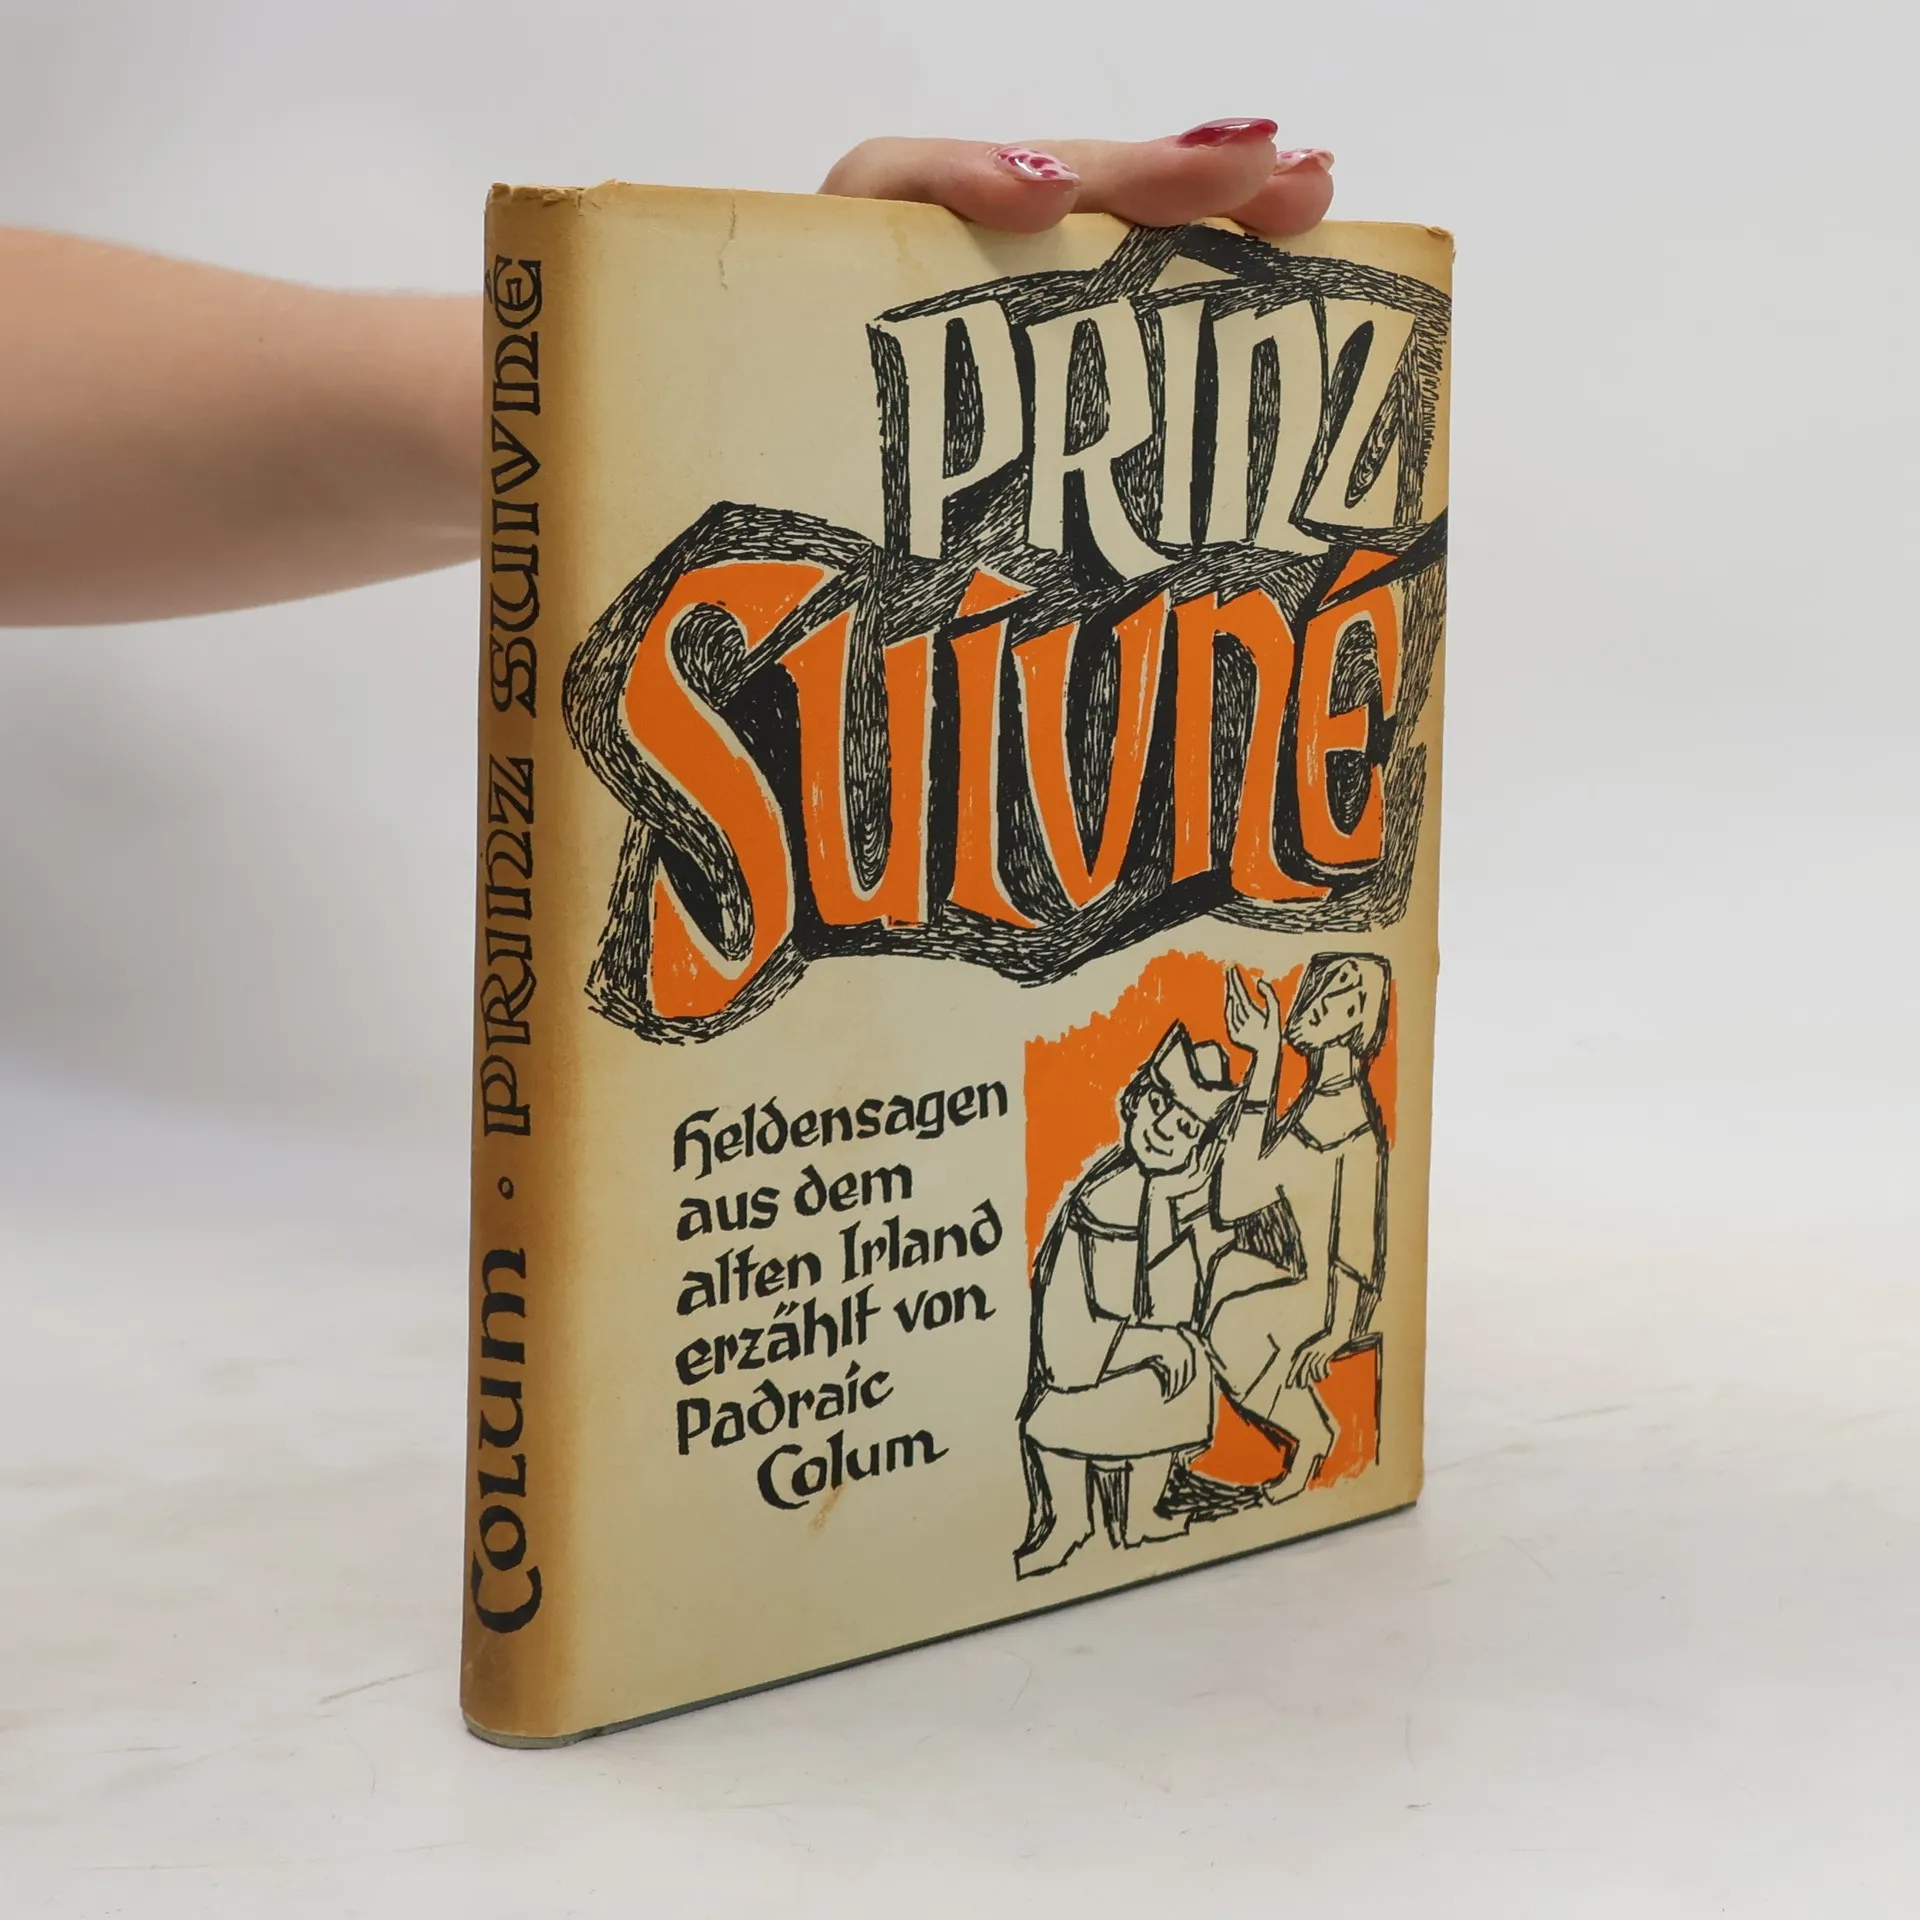 COLUM · PRINZ SUIVNÉ
PRINZ
SUIVNÉ
Heldensagen
aus dem
alten Irland
erzählt von
Padraic
Colum